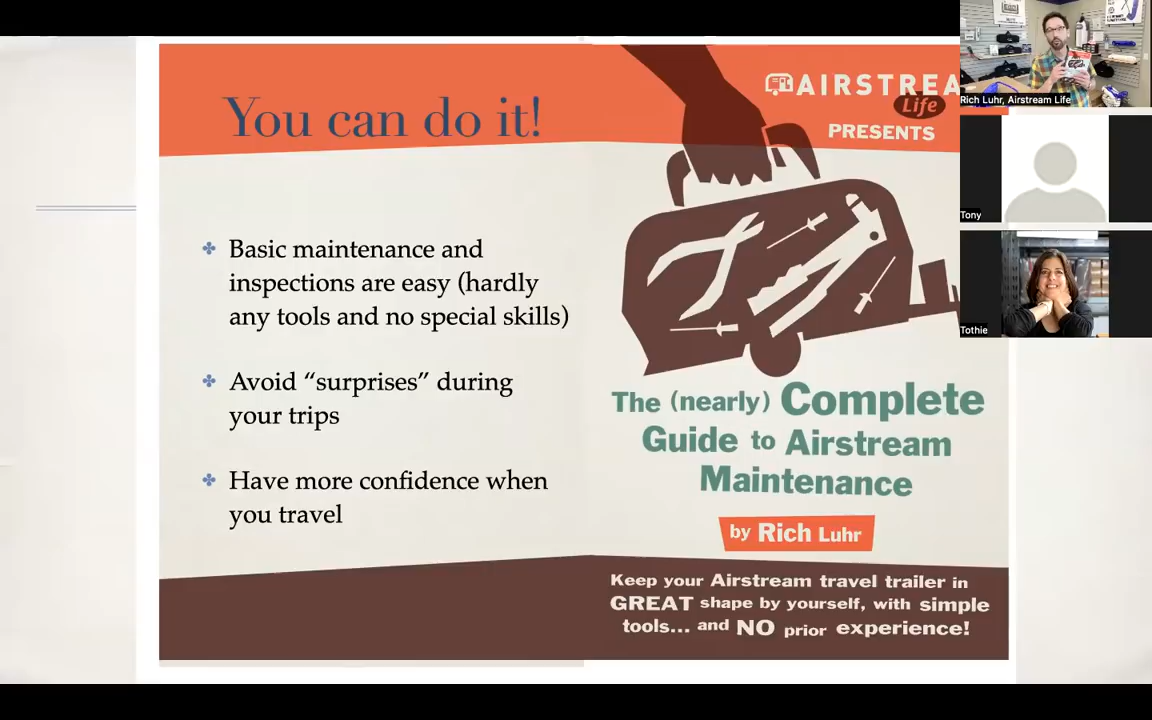 You can do it!
Basic maintenance and
inspections are easy (hardly
any tools and no special skills)
Avoid “surprises” during
your trips
Have more confidence when
you travel
AIRSTREA
Life
PRESENTS
The (nearly) Complete
Guide to Airstream
Maintenance
by Rich Luhr
Keep your Airstream travel trailer in
GREAT shape by yourself, with simple
tools... and NO prior experience!
Rich Luhr, Airstream Life
Tony
Tothie